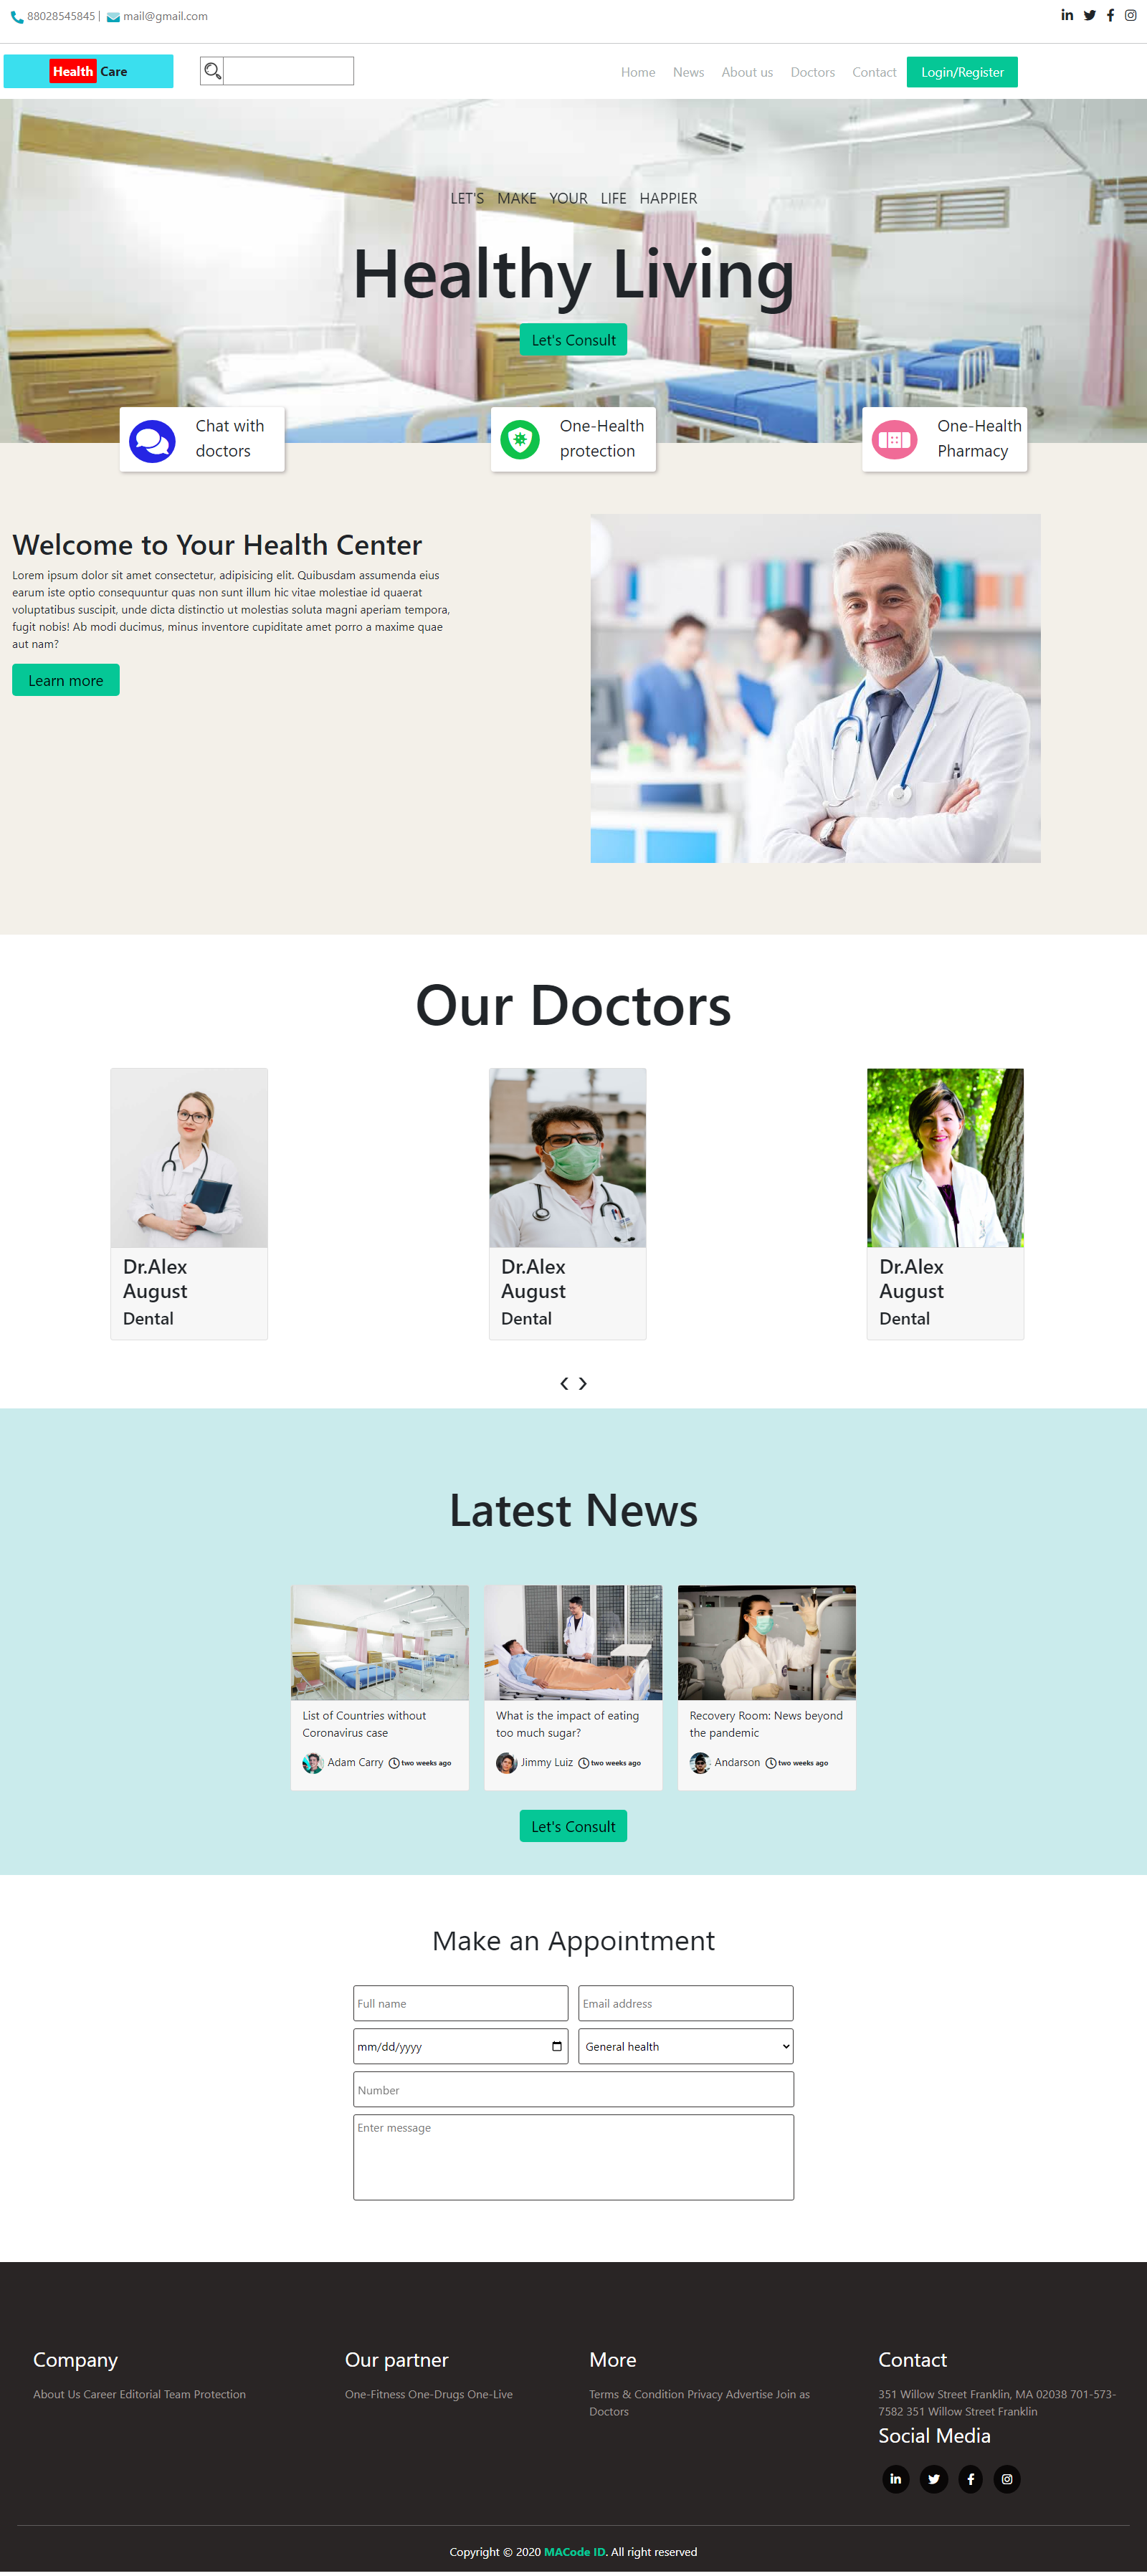 88028545845 | mail@gmail.com
Health Care
Home News About us Doctors Contact Login/Register
LET'S MAKE YOUR LIFE HAPPIER
Healthy Living
Let's Consult
Chat with
doctors
One-Health
protection
One-Health
Pharmacy
Welcome to Your Health Center
Lorem ipsum dolor sit amet consectetur, adipisicing elit. Quibusdam assumenda eius
earum iste optio consequuntur quas non sunt illum hic vitae molestiae id quaerat
voluptatibus suscipit, unde dicta distinctio ut molestias soluta magni aperiam tempora,
fugit nobis! Ab modi ducimus, minus inventore cupiditate amet porro a maxime quae
aut nam?
Learn more
Our Doctors
Dr.Alex
August
Dental
Dr.Alex
August
Dental
Dr.Alex
August
Dental
Latest News
List of Countries without
Coronavirus case
Adam Carry two weeks ago
What is the impact of eating
too much sugar?
Jimmy Luiz two weeks ago
Recovery Room: News beyond
the pandemic
Andarson two weeks ago
Let's Consult
Make an Appointment
Full name
Email address
mm/dd/yyyy
General health
Number
Enter message
Company
About Us Career Editorial Team Protection
Our partner
One-Fitness One-Drugs One-Live
More
Terms & Condition Privacy Advertise Join as
Doctors
Contact
351 Willow Street Franklin, MA 02038 701-573-
7582 351 Willow Street Franklin
Social Media
Copyright © 2020 MACode ID. All right reserved